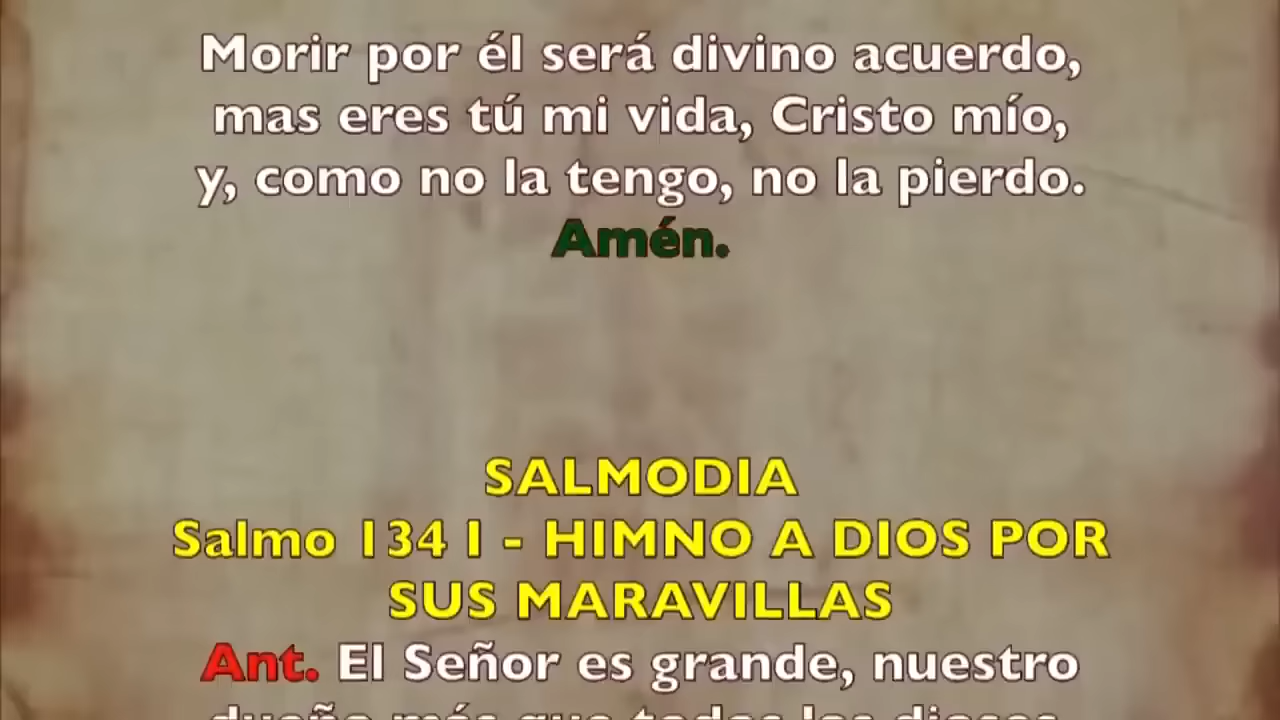 Morir por él será divino acuerdo,
mas eres tú mi vida, Cristo mío,
y, como no la tengo, no la pierdo.
Amén.
SALMODIA
Salmo 134 I - HIMNO A DIOS POR
SUS MARAVILLAS
Ant. El Señor es grande, nuestro
dueño más que todos los dioses.